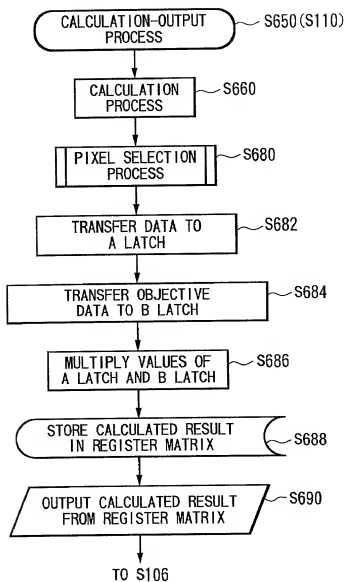 CALCULATION-OUTPUT
PROCESS
S650(S110)
CALCULATION
PROCESS
S660
PIXEL SELECTION
PROCESS
S680
TRANSFER DATA TO
A LATCH
S682
TRANSFER OBJECTIVE
DATA TO B LATCH
S684
MULTIPLY VALUES OF
A LATCH AND B LATCH
S686
STORE CALCULATED RESULT
IN REGISTER MATRIX
S688
OUTPUT CALCULATED RESULT
FROM REGISTER MATRIX
S690
TO S106